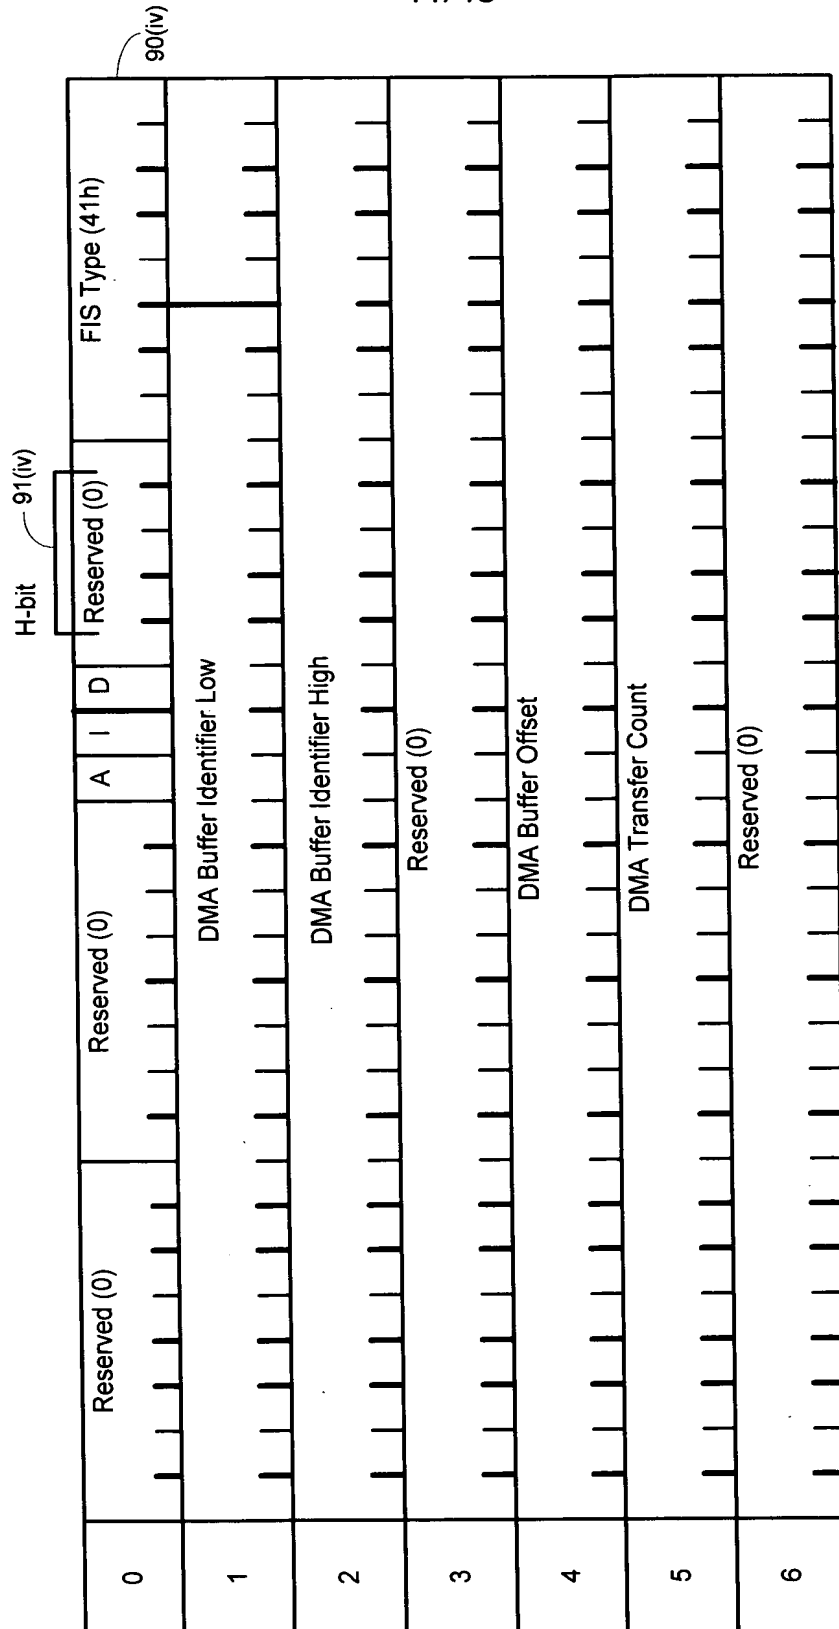 H-bit
91(iv)
90(iv)
0 Reserved (0) Reserved (0) A I D Reserved (0) FIS Type (41h)
1 DMA Buffer Identifier Low
2 DMA Buffer Identifier High
3 Reserved (0)
4 DMA Buffer Offset
5 DMA Transfer Count
6 Reserved (0)